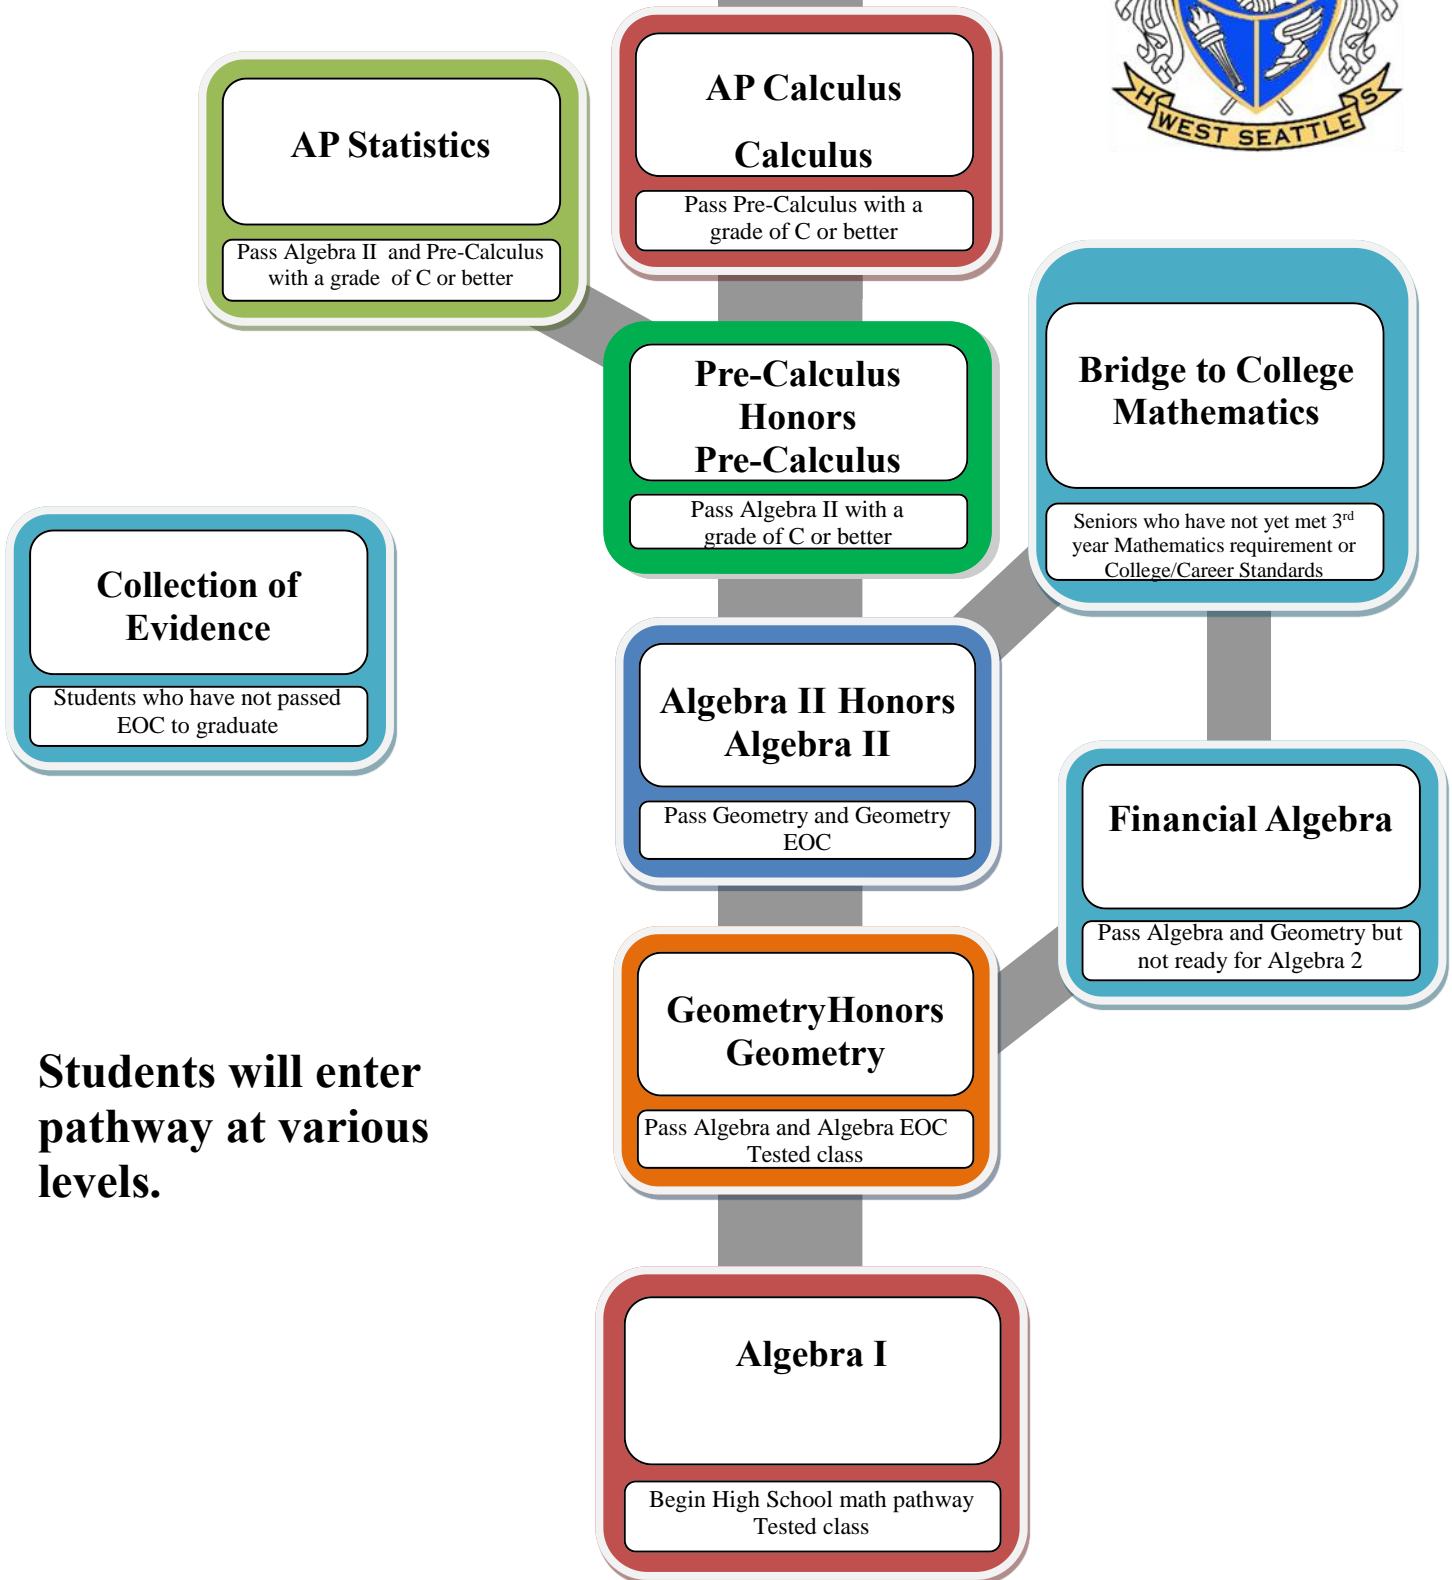 AP Calculus
Calculus
Pass Pre-Calculus with a
grade of C or better
H S
WEST SEATTLE
AP Statistics
Pass Algebra II and Pre-Calculus
with a grade of C or better
Pre-Calculus
Honors
Pre-Calculus
Pass Algebra II with a
grade of C or better
Bridge to College
Mathematics
Seniors who have not yet met 3rd
year Mathematics requirement or
College/Career Standards
Collection of
Evidence
Students who have not passed
EOC to graduate
Algebra II Honors
Algebra II
Pass Geometry and Geometry
EOC
Financial Algebra
Pass Algebra and Geometry but
not ready for Algebra 2
GeometryHonors
Geometry
Pass Algebra and Algebra EOC
Tested class
Students will enter
pathway at various
levels.
Algebra I
Begin High School math pathway
Tested class